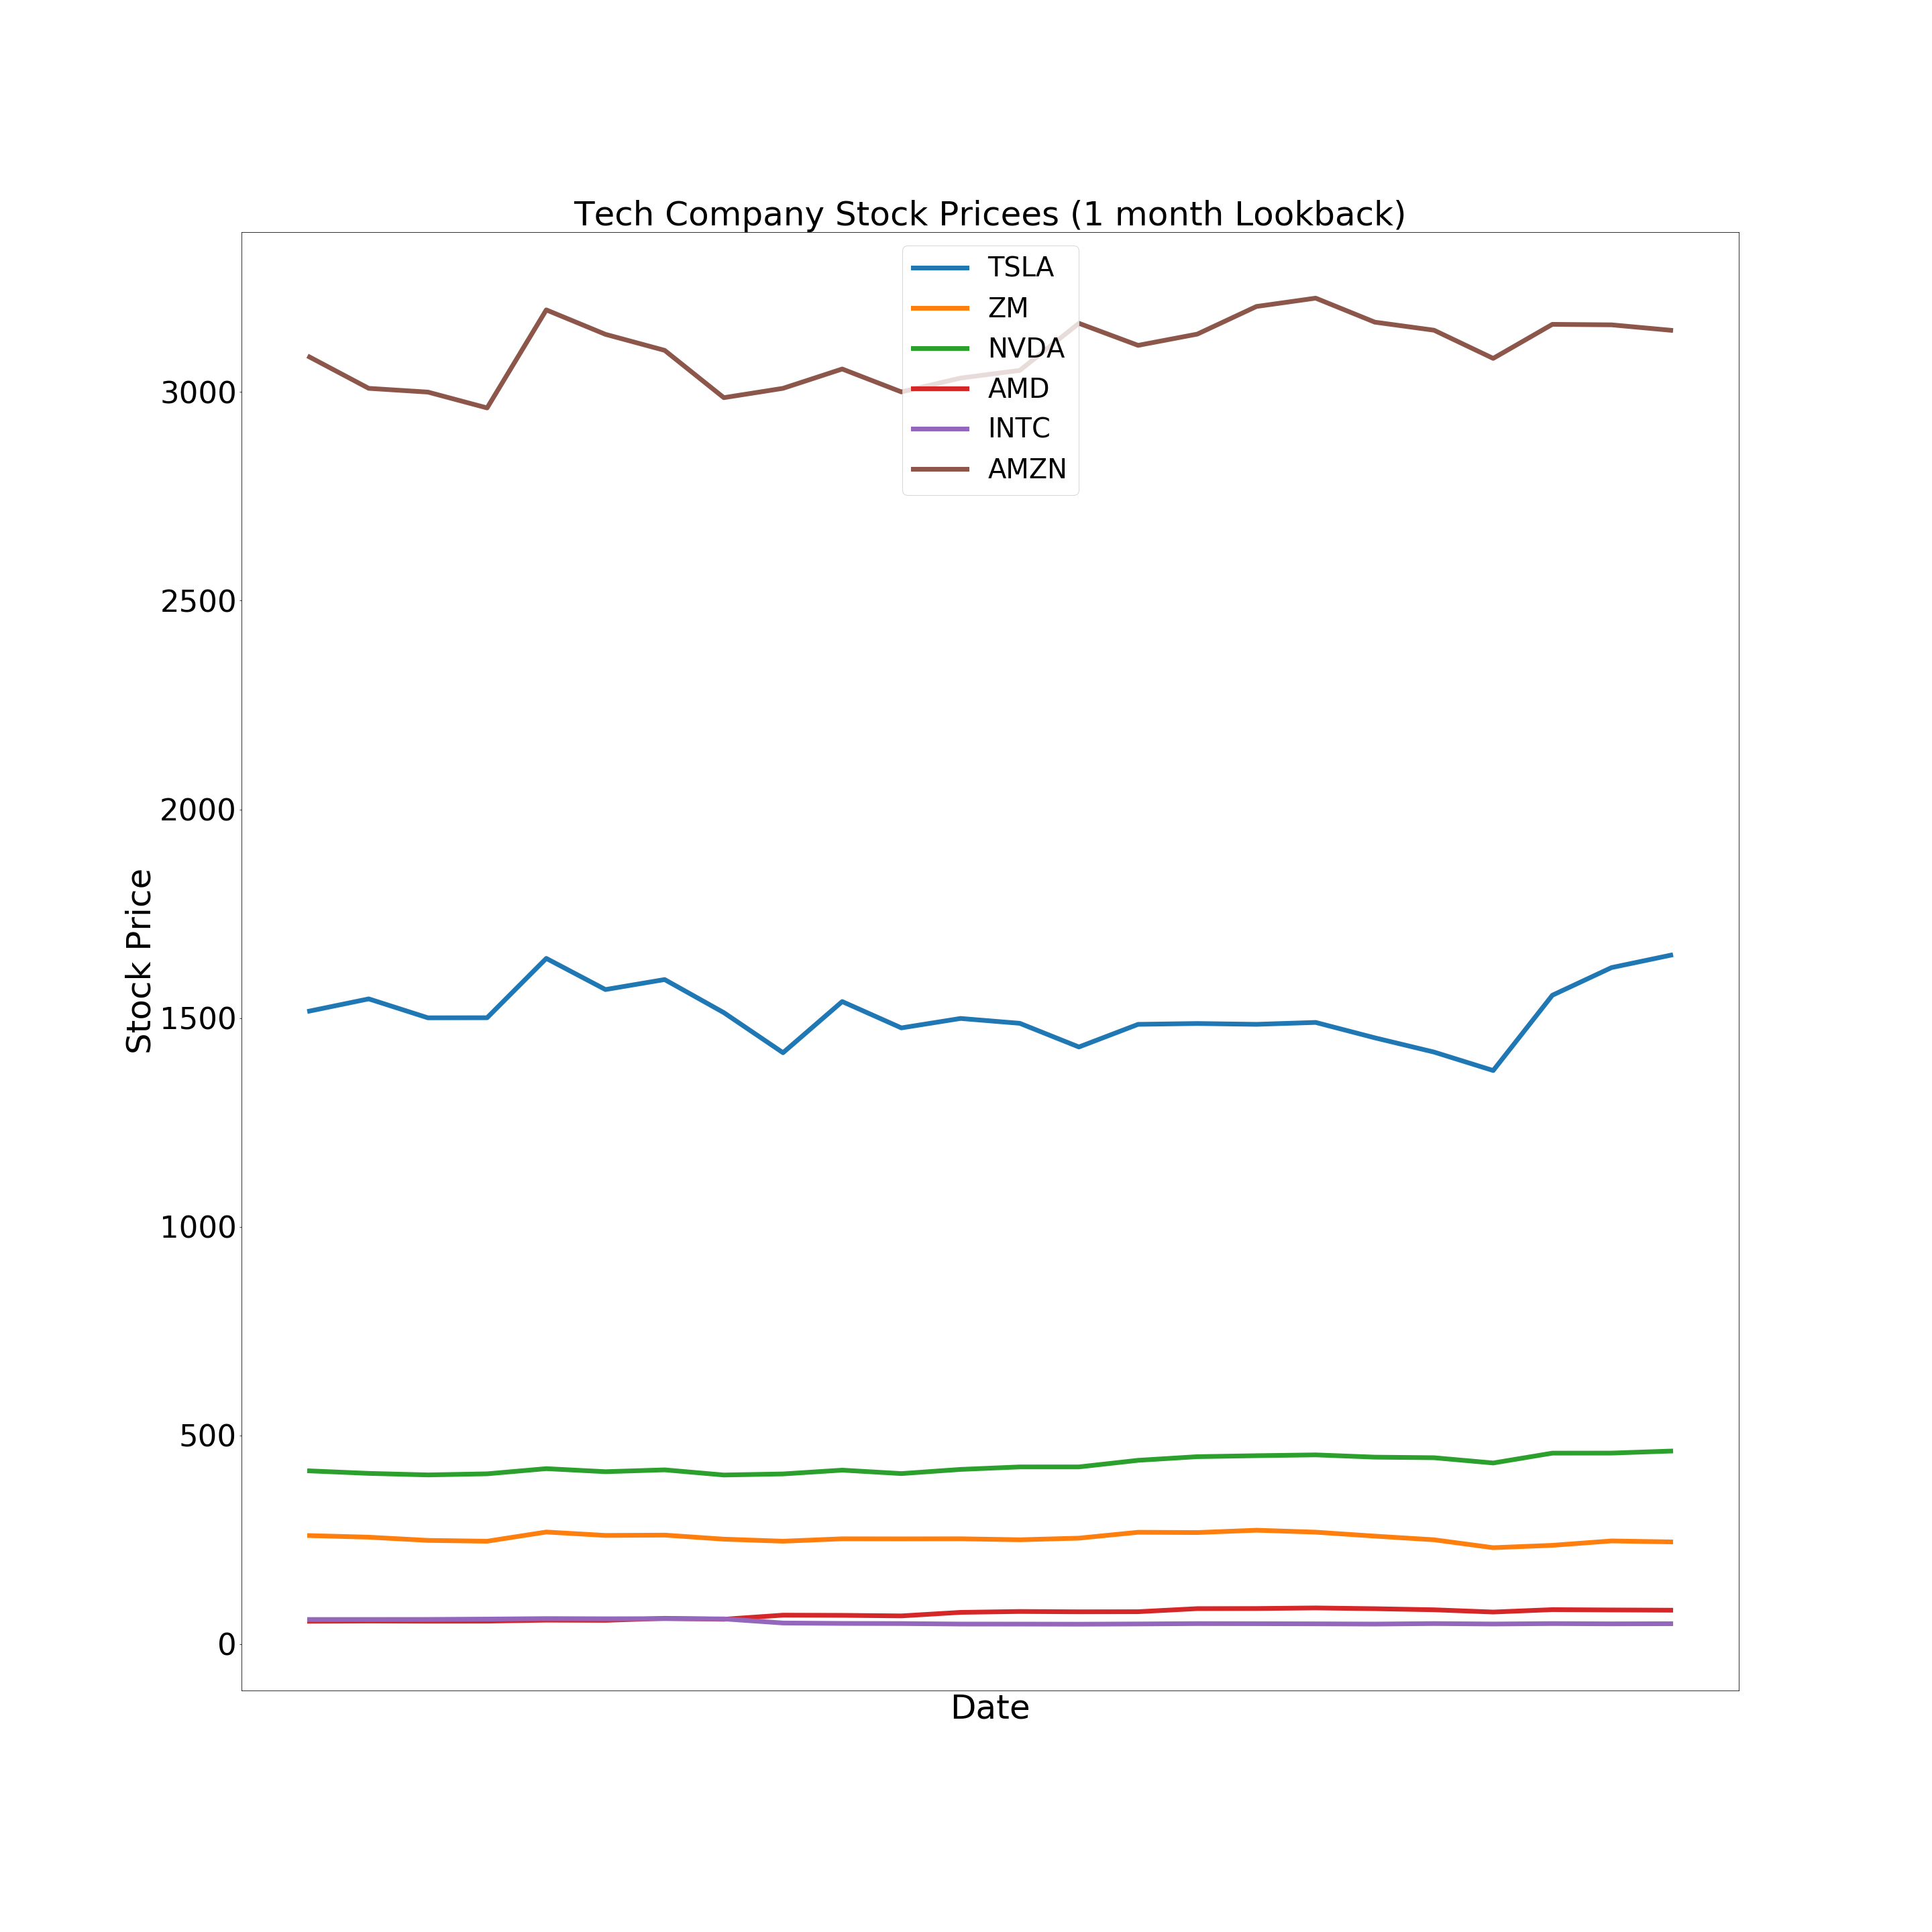 Tech Company Stock Pricees (1 month Lookback)
TSLA
ZM
NVDA
AMD
INTC
AMZN
3000
2500
2000
1500
1000
500
0
Stock Price
Date